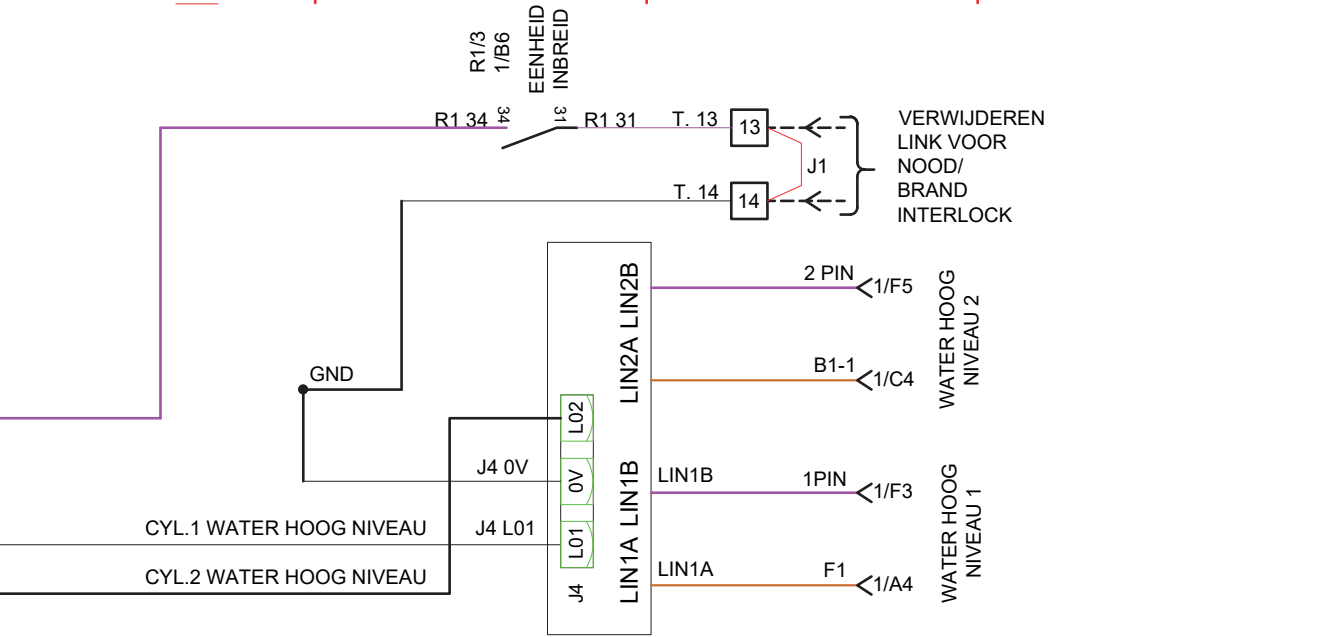 R1/3
1/B6
EENHEID
INBREID
R1 34
34
31
R1 31
T. 13
13
VERWIJDEREN
LINK VOOR
NOOD/
BRAND
INTERLOCK
J1
T. 14
14
GND
LIN2A LIN2B
2 PIN
1/F5
WATER HOOG
NIVEAU 2
B1-1
1/C4
L02
J4 0V
0V
LIN1A LIN1B
LIN1B
1PIN
1/F3
WATER HOOG
NIVEAU 1
CYL.1 WATER HOOG NIVEAU
J4 L01
L01
CYL.2 WATER HOOG NIVEAU
J4
LIN1A
F1
1/A4